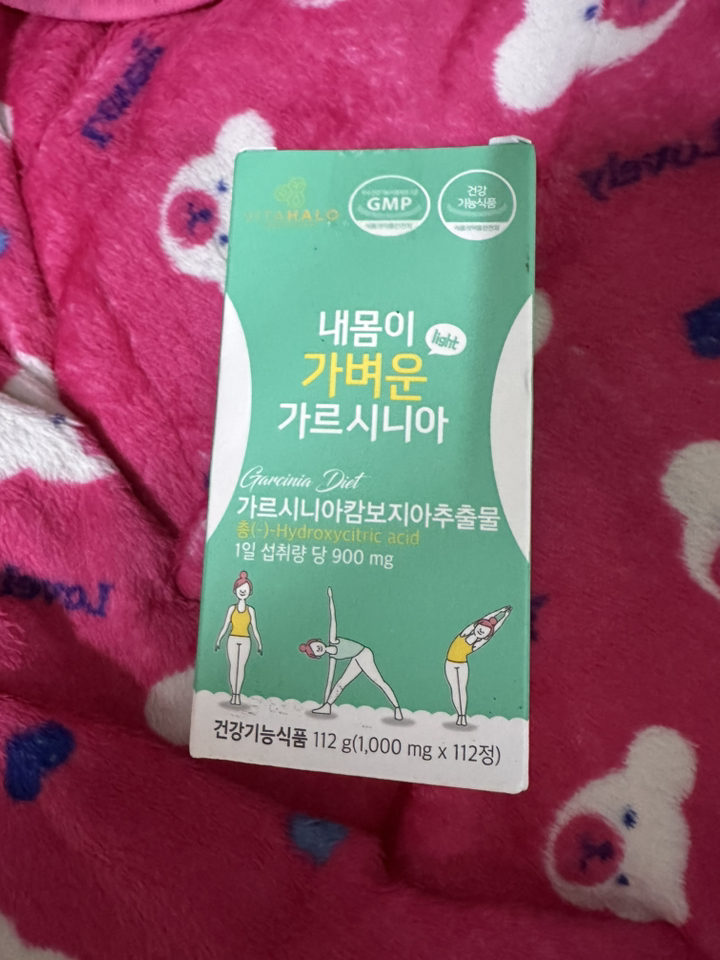 VITAHALO
GMP
건강
기능식품
내몸이
light
가벼운
가르시니아
Garcinia Diet
가르시니아캄보지아추출물
총(-)-Hydroxycitric acid
1일 섭취량 당 900 mg
건강기능식품 112 g(1,000 mg x 112정)
Lovely
Lovely
Lovely